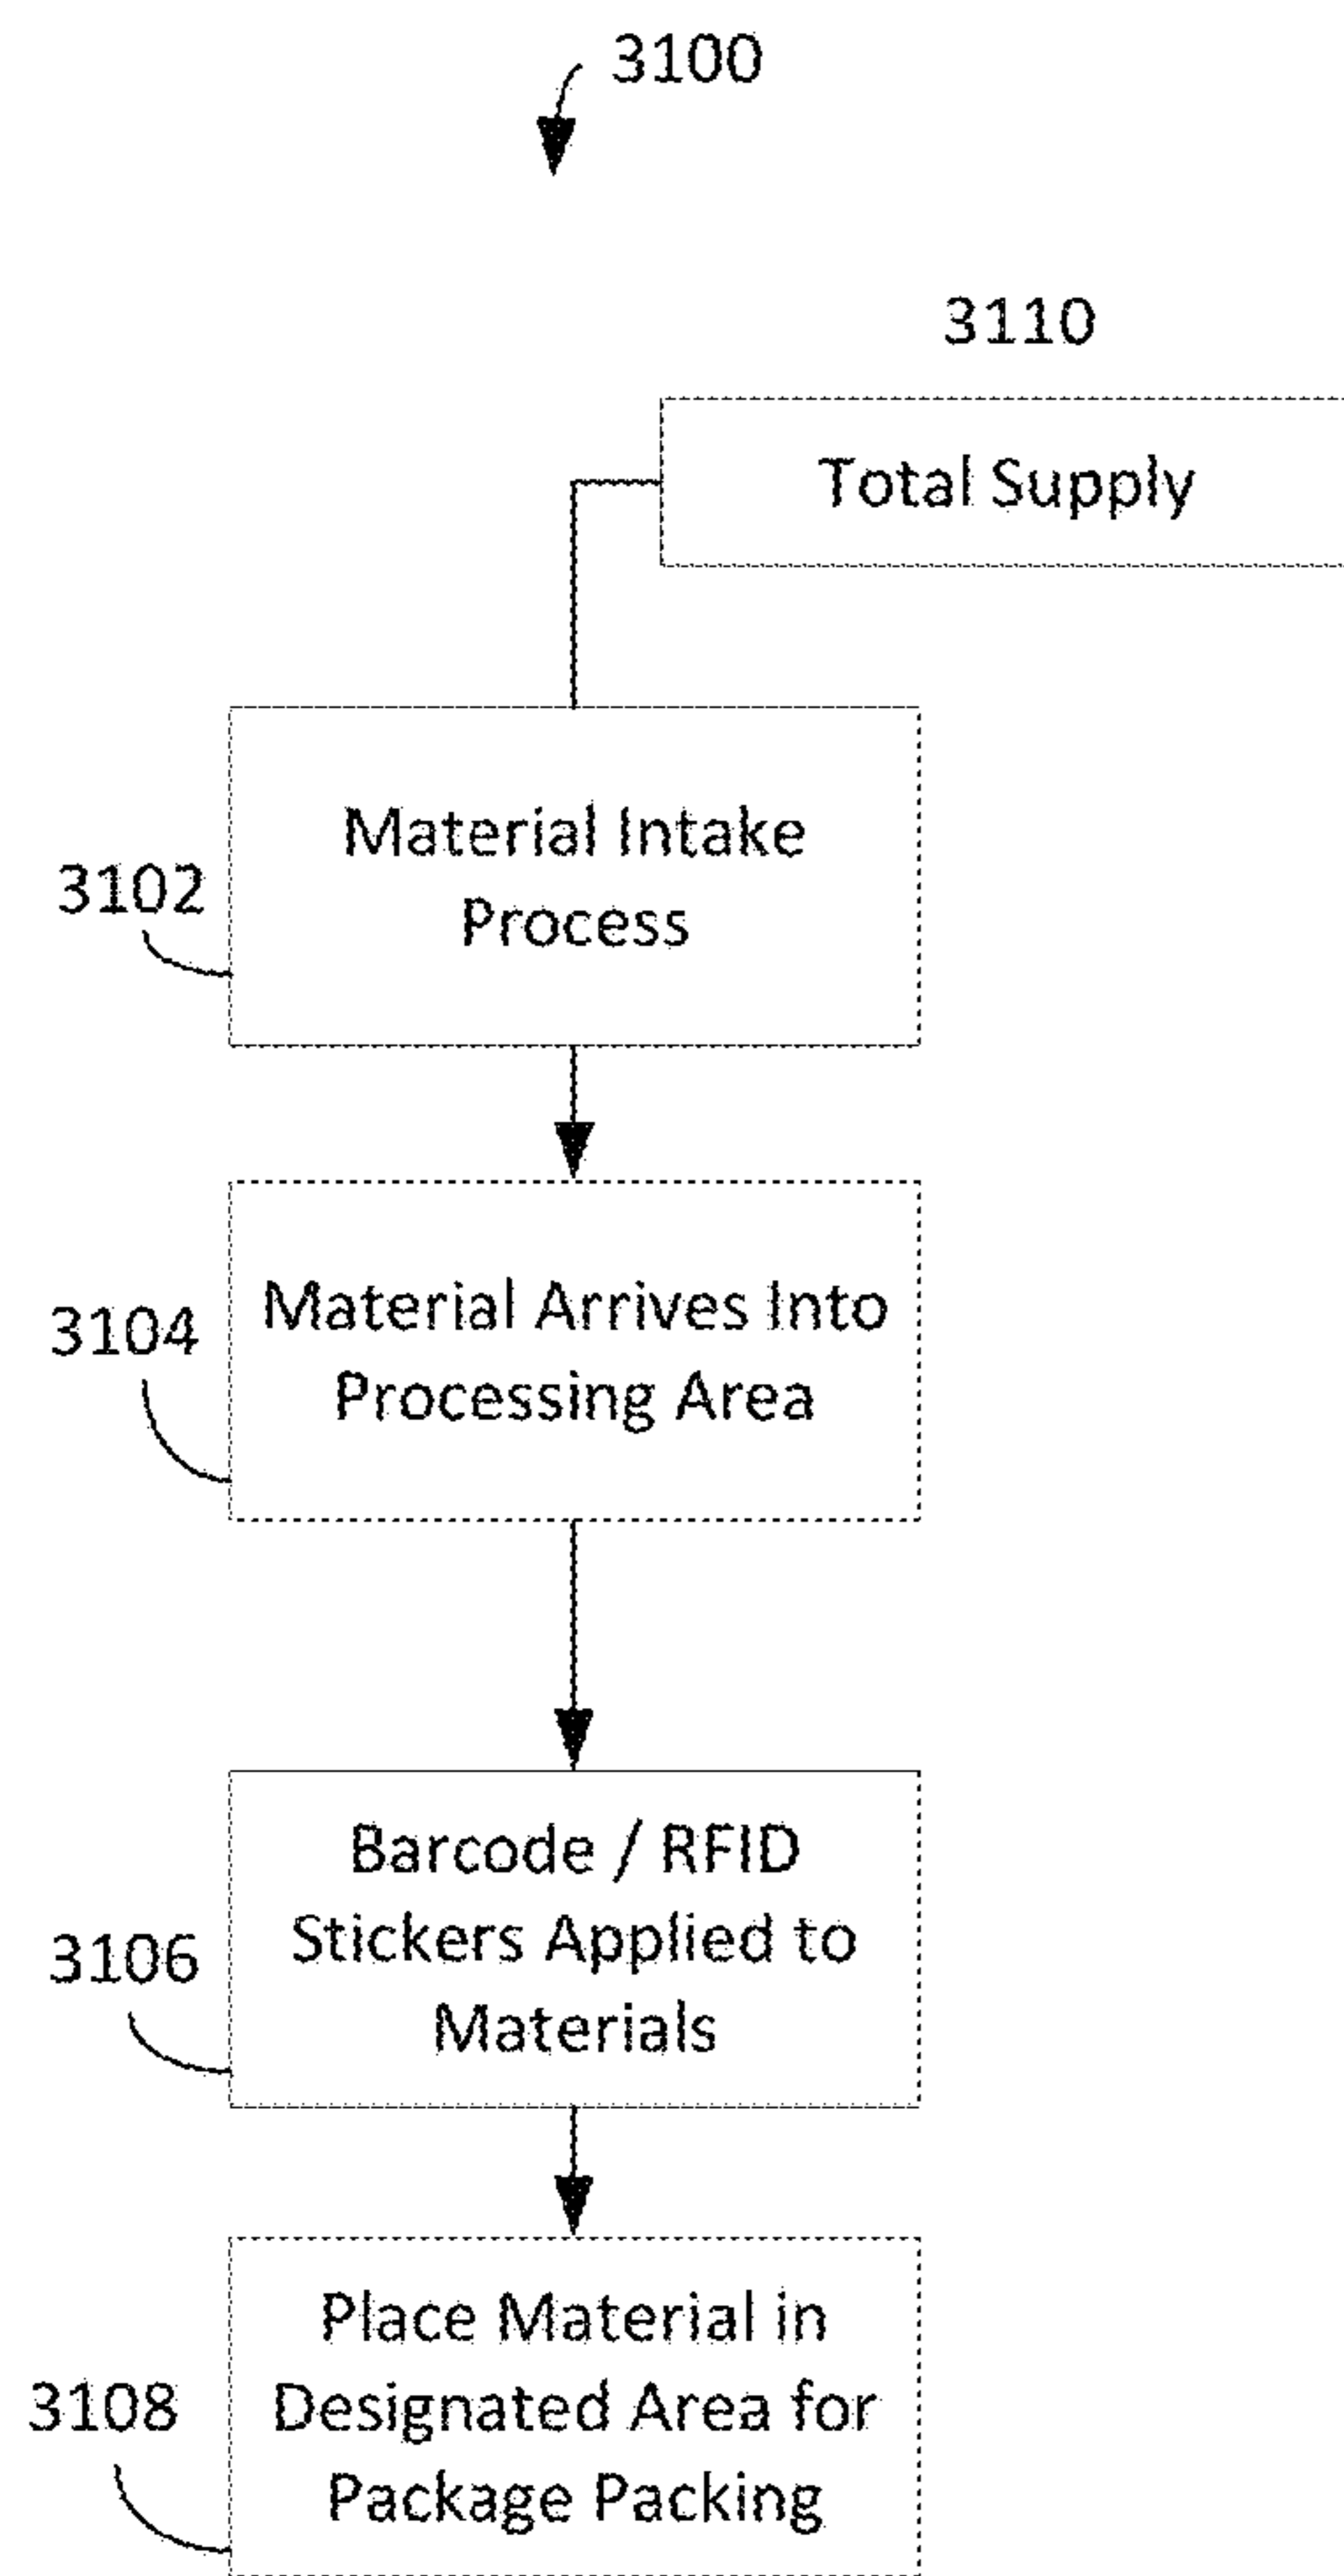 3100
3110
Total Supply
Material Intake
Process
3102
Material Arrives Into
Processing Area
3104
Barcode / RFID
Stickers Applied to
Materials
3106
Place Material in
Designated Area for
Package Packing
3108